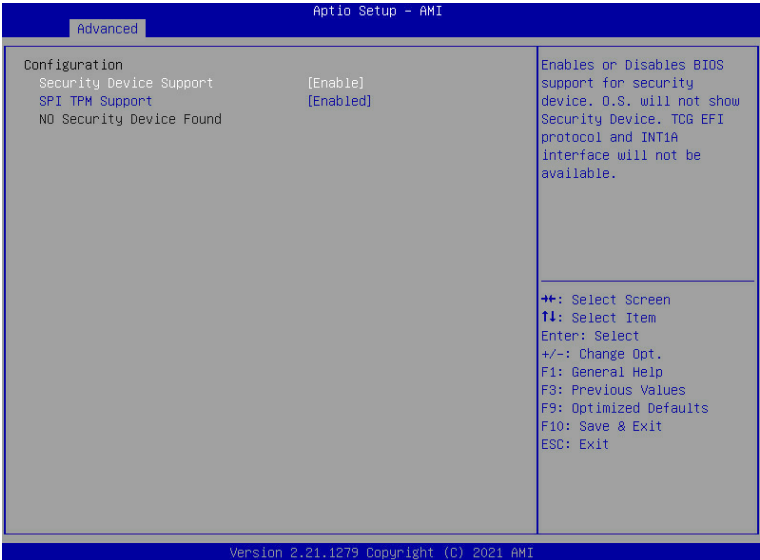 Aptio Setup – AMI
Advanced
Configuration
Security Device Support [Enable]
SPI TPM Support [Enabled]
NO Security Device Found
Enables or Disables BIOS
support for security
device. O.S. will not show
Security Device. TCG EFI
protocol and INT1A
interface will not be
available.
→←: Select Screen
↑↓: Select Item
Enter: Select
+/-: Change Opt.
F1: General Help
F3: Previous Values
F9: Optimized Defaults
F10: Save & Exit
ESC: Exit
Version 2.21.1279 Copyright (C) 2021 AMI